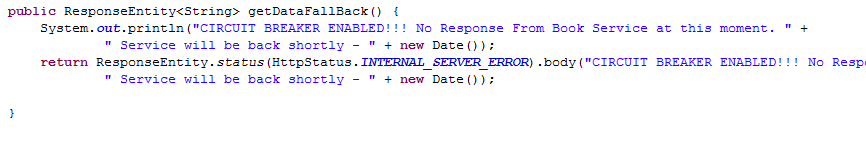 public ResponseEntity<String> getDataFallBack() {
System.out.println("CIRCUIT BREAKER ENABLED!!! No Response From Book Service at this moment. " +
" Service will be back shortly - " + new Date());
return ResponseEntity.status(HttpStatus.INTERNAL_SERVER_ERROR).body("CIRCUIT BREAKER ENABLED!!! No Resp
" Service will be back shortly - " + new Date());
}